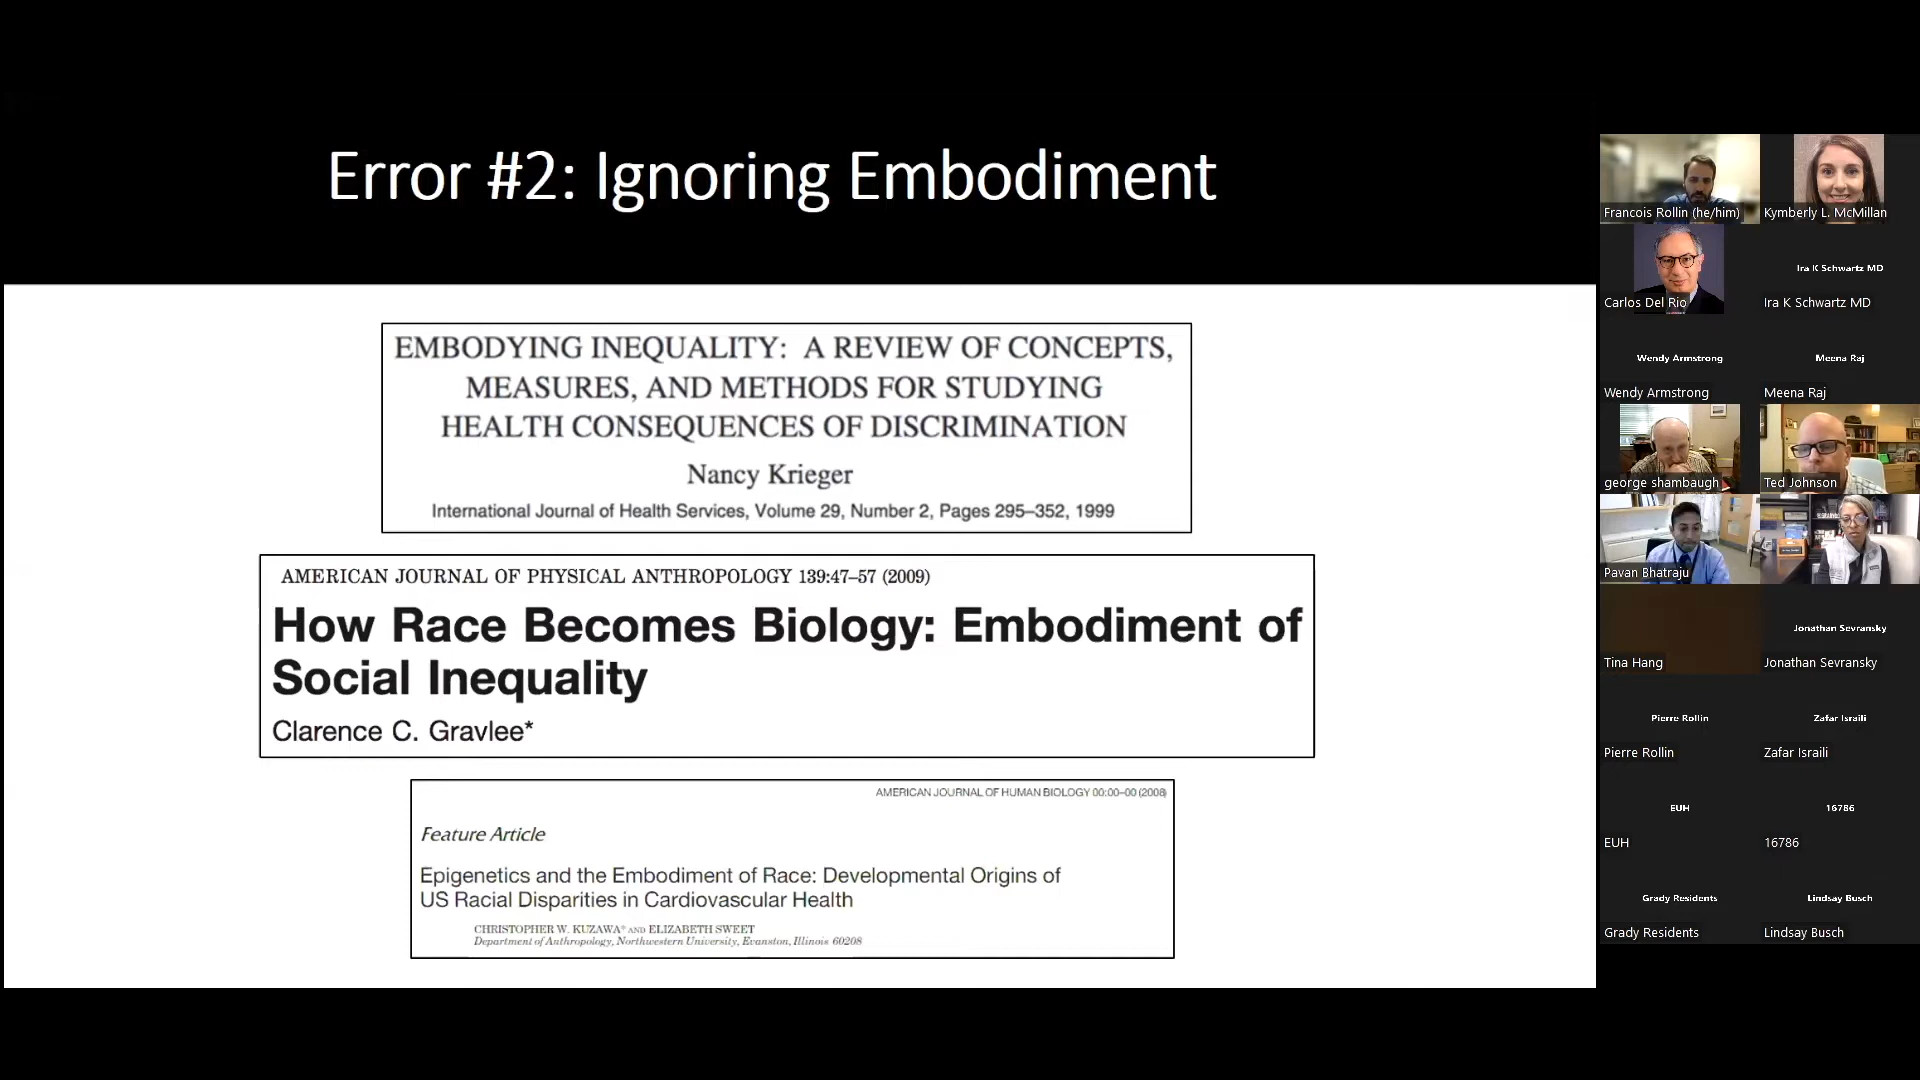 Error #2: Ignoring Embodiment
EMBODYING INEQUALITY: A REVIEW OF CONCEPTS,
MEASURES, AND METHODS FOR STUDYING
HEALTH CONSEQUENCES OF DISCRIMINATION
Nancy Krieger
International Journal of Health Services, Volume 29, Number 2, Pages 295–352, 1999
AMERICAN JOURNAL OF PHYSICAL ANTHROPOLOGY 139:47–57 (2009)
How Race Becomes Biology: Embodiment of
Social Inequality
Clarence C. Gravlee*
AMERICAN JOURNAL OF HUMAN BIOLOGY 00:00–00 (2008)
Feature Article
Epigenetics and the Embodiment of Race: Developmental Origins of
US Racial Disparities in Cardiovascular Health
CHRISTOPHER W. KUZAWA* AND ELIZABETH SWEET
Department of Anthropology, Northwestern University, Evanston, Illinois 60208
Francois Rollin (he/him)
Kymberly L. McMillan
Carlos Del Rio
Ira K Schwartz MD
Ira K Schwartz MD
Wendy Armstrong
Meena Raj
Wendy Armstrong
Meena Raj
george shambaugh
Ted Johnson
Pavan Bhatraju
Jonathan Sevransky
Tina Hang
Jonathan Sevransky
Pierre Rollin
Zafar Israili
Pierre Rollin
Zafar Israili
EUH
16786
EUH
16786
Grady Residents
Lindsay Busch
Grady Residents
Lindsay Busch